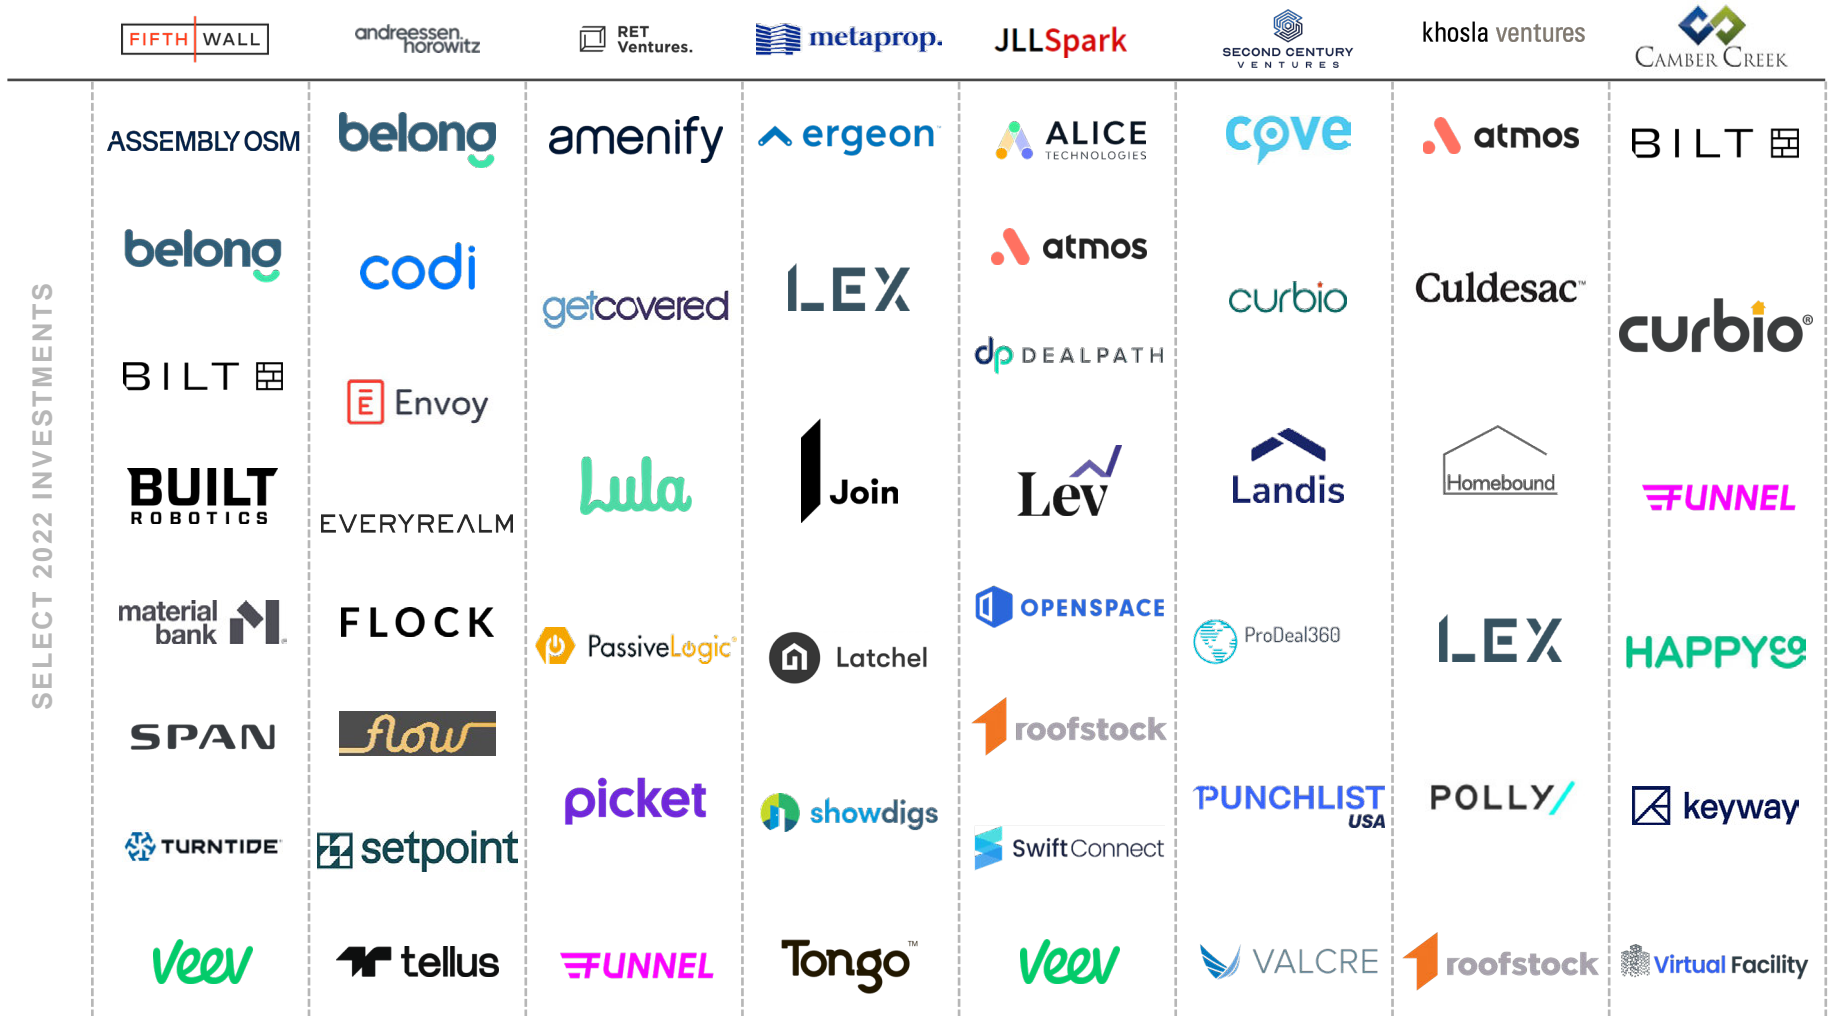 FIFTH WALL
andreessen.
horowitz
RET
Ventures.
metaprop.
JLLSpark
SECOND CENTURY
VENTURES
khosla ventures
CAMBER CREEK
SELECT 2022 INVESTMENTS
ASSEMBLY OSM
belong
BILT
BUILT
ROBOTICS
material
bank
SPAN
TURNTIDE
veev
belong
codi
E Envoy
EVERYREALM
FLOCK
flow
setpoint
tellus
amenify
getcovered
Lula
PassiveLogic
picket
FUNNEL
ergeon
LEX
Join
Latchel
showdigs
Tongo™
ALICE
TECHNOLOGIES
atmos
dp DEALPATH
Lev
OPENSPACE
roofstock
SwiftConnect
veev
cove
curbio
Landis
ProDeal360
PUNCHLIST
USA
VALCRE
atmos
Culdesac™
Homebound
LEX
POLLY/
roofstock
BILT
curbio®
FUNNEL
HAPPYco
keyway
Virtual Facility